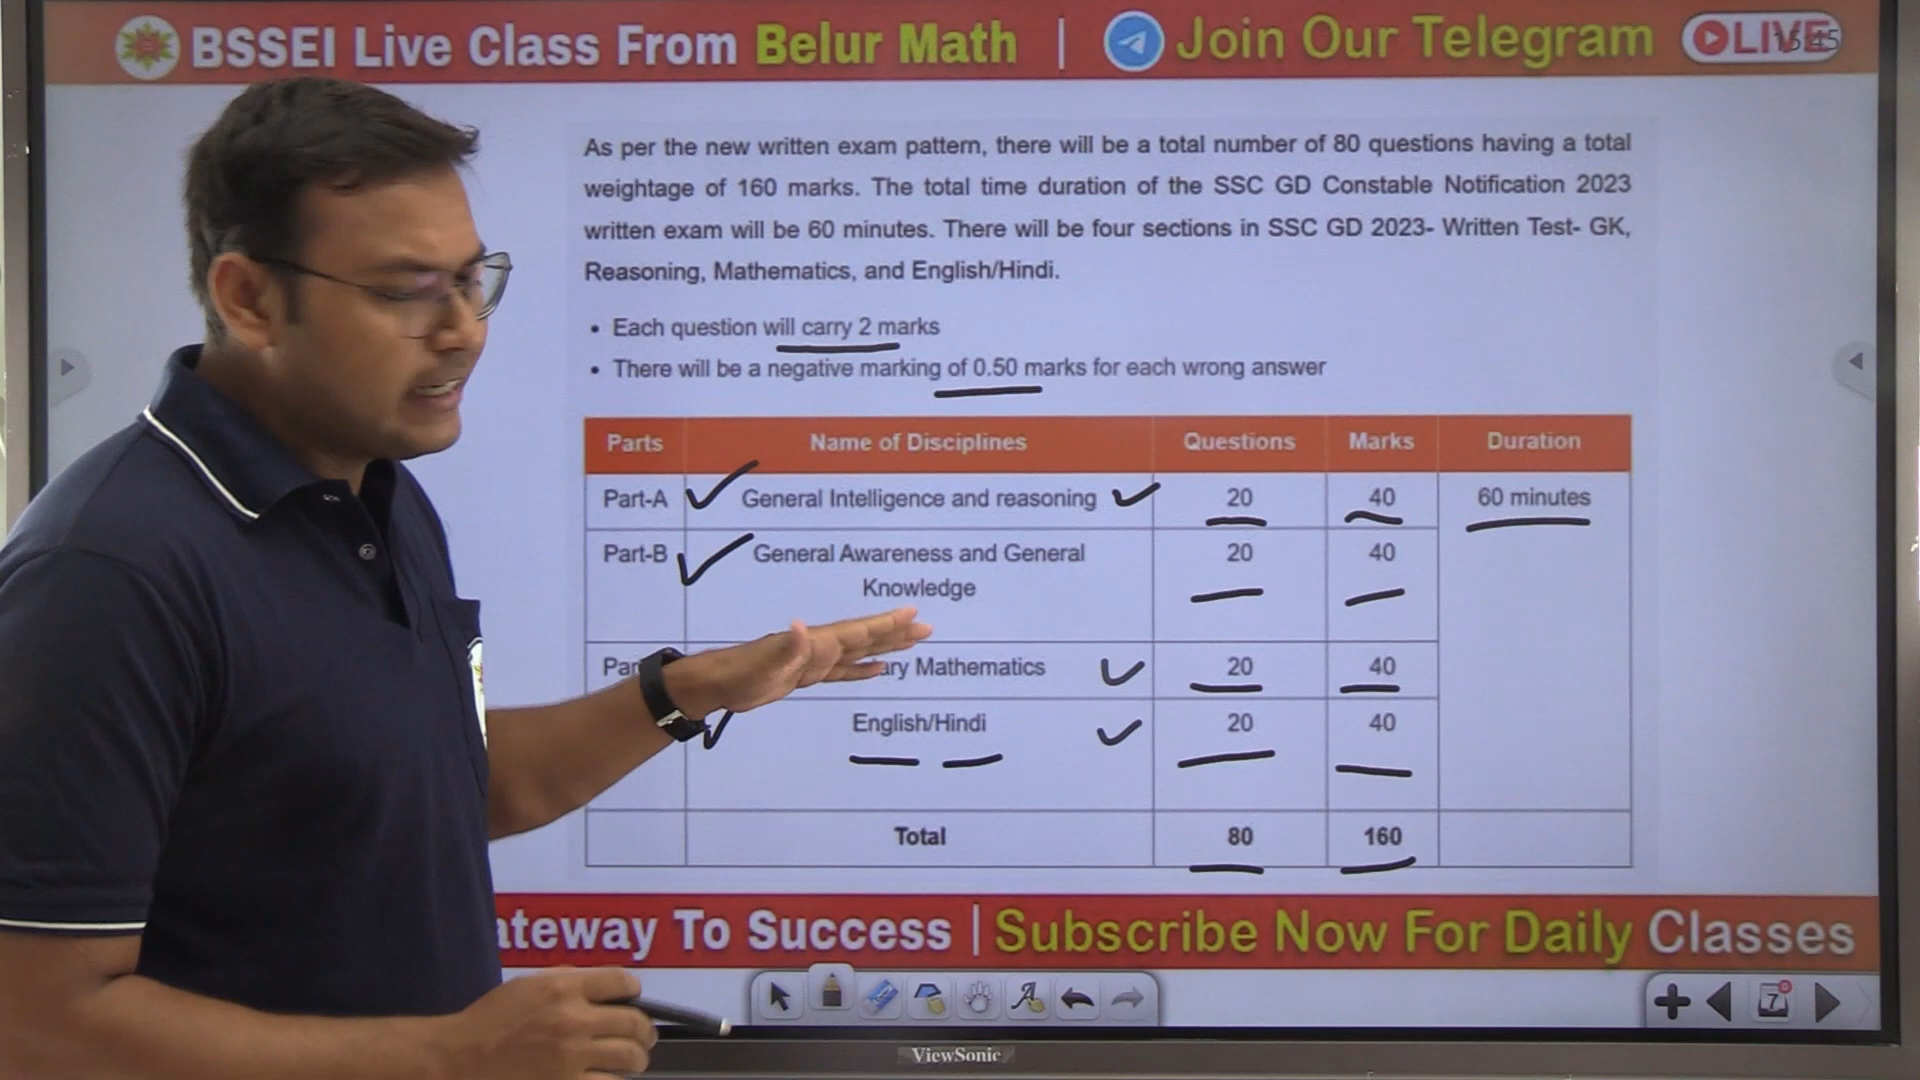 BSSEI Live Class From Belur Math | Join Our Telegram LIVE
15:45
As per the new written exam pattern, there will be a total number of 80 questions having a total
weightage of 160 marks. The total time duration of the SSC GD Constable Notification 2023
written exam will be 60 minutes. There will be four sections in SSC GD 2023- Written Test- GK,
Reasoning, Mathematics, and English/Hindi.
• Each question will carry 2 marks
• There will be a negative marking of 0.50 marks for each wrong answer
Parts Name of Disciplines Questions Marks Duration
Part-A General Intelligence and reasoning 20 40 60 minutes
Part-B General Awareness and General 20 40
Knowledge
Mathematics 20 40
English/Hindi 20 40
Total 80 160
To Success | Subscribe Now For Daily Classes
7
ViewSonic